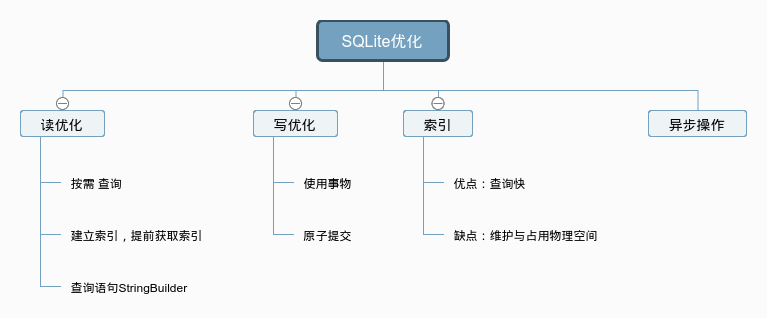 SQLite优化
读优化
写优化
索引
异步操作
按需 查询
使用事物
优点：查询快
建立索引，提前获取索引
原子提交
缺点：维护与占用物理空间
查询语句StringBuilder